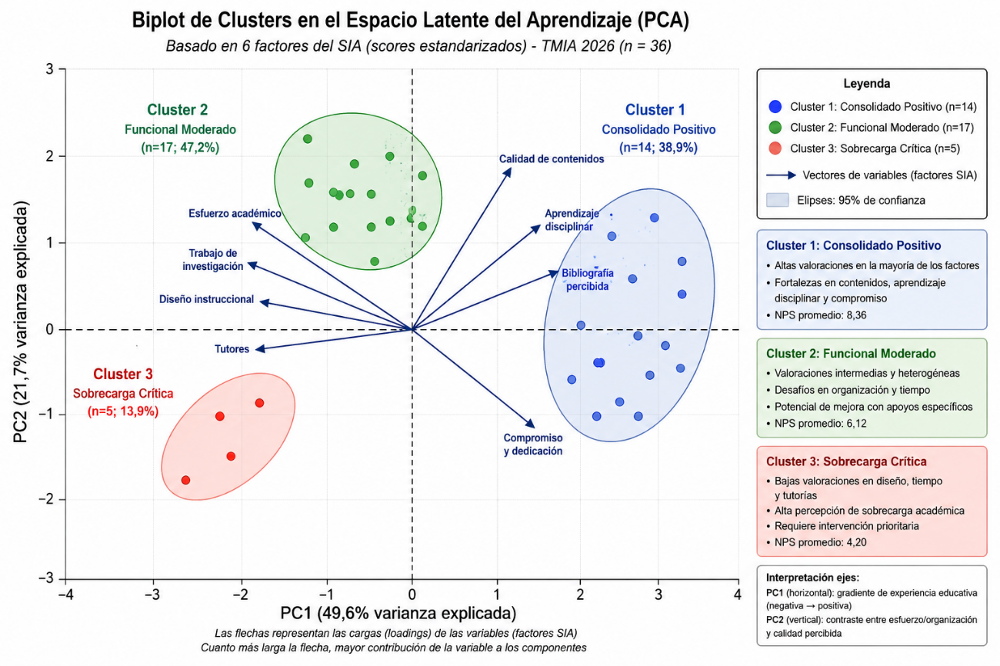 Biplot de Clusters en el Espacio Latente del Aprendizaje (PCA)
Basado en 6 factores del SIA (scores estandarizados) - TMIA 2026 (n = 36)
PC2 (21,7% varianza explicada)
3
2
1
0
−1
−2
−3
Cluster 2
Funcional Moderado
(n=17; 47,2%)
Cluster 1
Consolidado Positivo
(n=14; 38,9%)
Calidad de contenidos
Esfuerzo académico
Aprendizaje
disciplinar
Trabajo de
investigación
Bibliografía
percibida
Diseño instruccional
Tutores
Cluster 3
Sobrecarga Crítica
(n=5; 13,9%)
Compromiso
y dedicación
−4
−3
−2
−1
0
1
2
3
4
PC1 (49,6% varianza explicada)
Las flechas representan las cargas (loadings) de las variables (factores SIA)
Cuanto más larga la flecha, mayor contribución de la variable a los componentes
Leyenda
Cluster 1: Consolidado Positivo (n=14)
Cluster 2: Funcional Moderado (n=17)
Cluster 3: Sobrecarga Crítica (n=5)
Vectores de variables (factores SIA)
Elipses: 95% de confianza
Cluster 1: Consolidado Positivo
• Altas valoraciones en la mayoría de los factores
• Fortalezas en contenidos, aprendizaje
disciplinar y compromiso
• NPS promedio: 8,36
Cluster 2: Funcional Moderado
• Valoraciones intermedias y heterogéneas
• Desafíos en organización y tiempo
• Potencial de mejora con apoyos específicos
• NPS promedio: 6,12
Cluster 3: Sobrecarga Crítica
• Bajas valoraciones en diseño, tiempo
y tutorías
• Alta percepción de sobrecarga académica
• Requiere intervención prioritaria
• NPS promedio: 4,20
Interpretación ejes:
PC1 (horizontal): gradiente de experiencia educativa
(negativa → positiva)
PC2 (vertical): contraste entre esfuerzo/organización
y calidad percibida